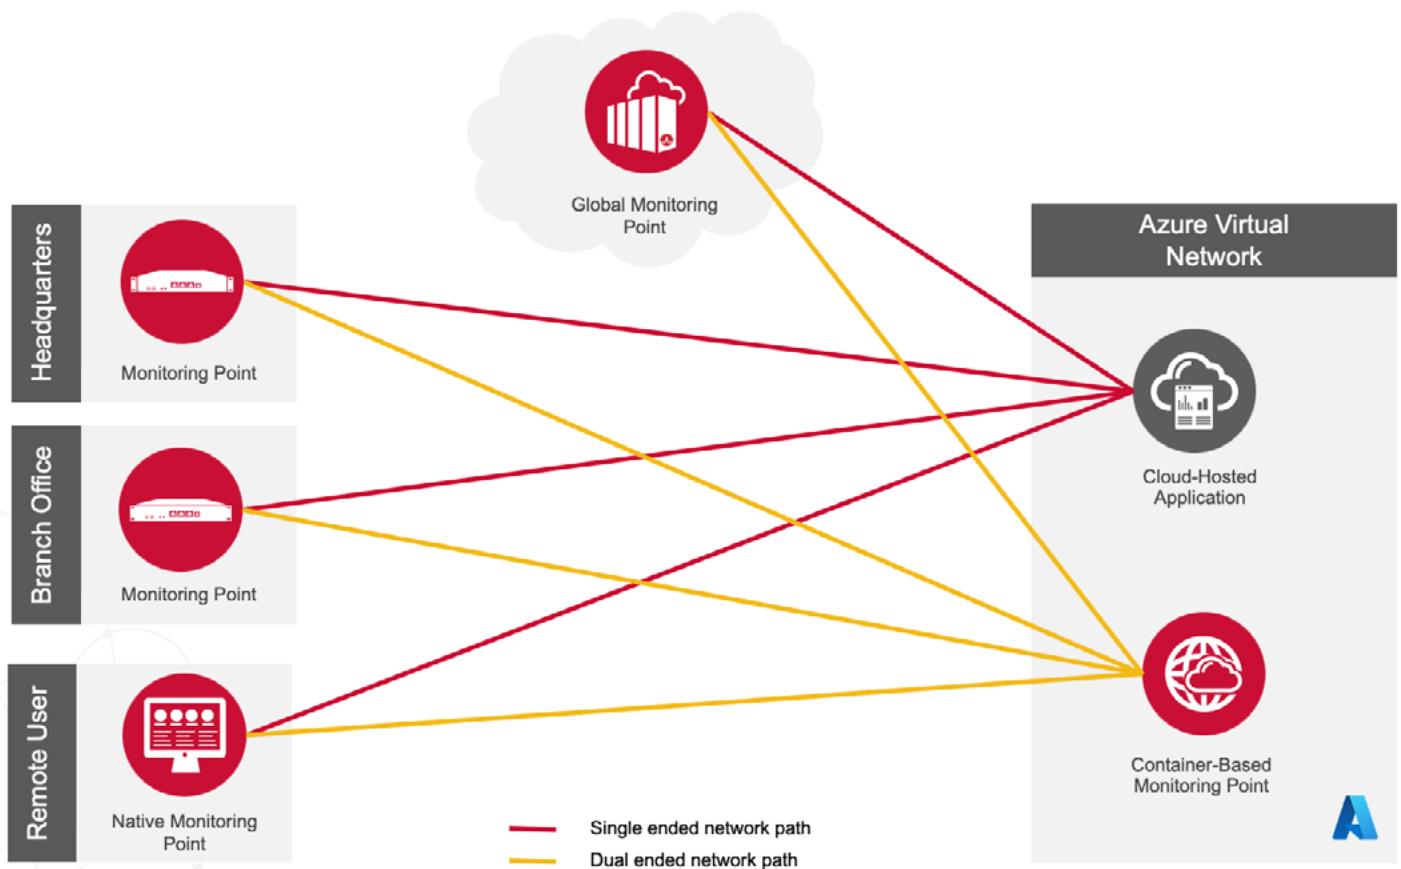 Global Monitoring
Point
Headquarters
Monitoring Point
Branch Office
Monitoring Point
Remote User
Native Monitoring
Point
Azure Virtual
Network
Cloud-Hosted
Application
Container-Based
Monitoring Point
Single ended network path
Dual ended network path